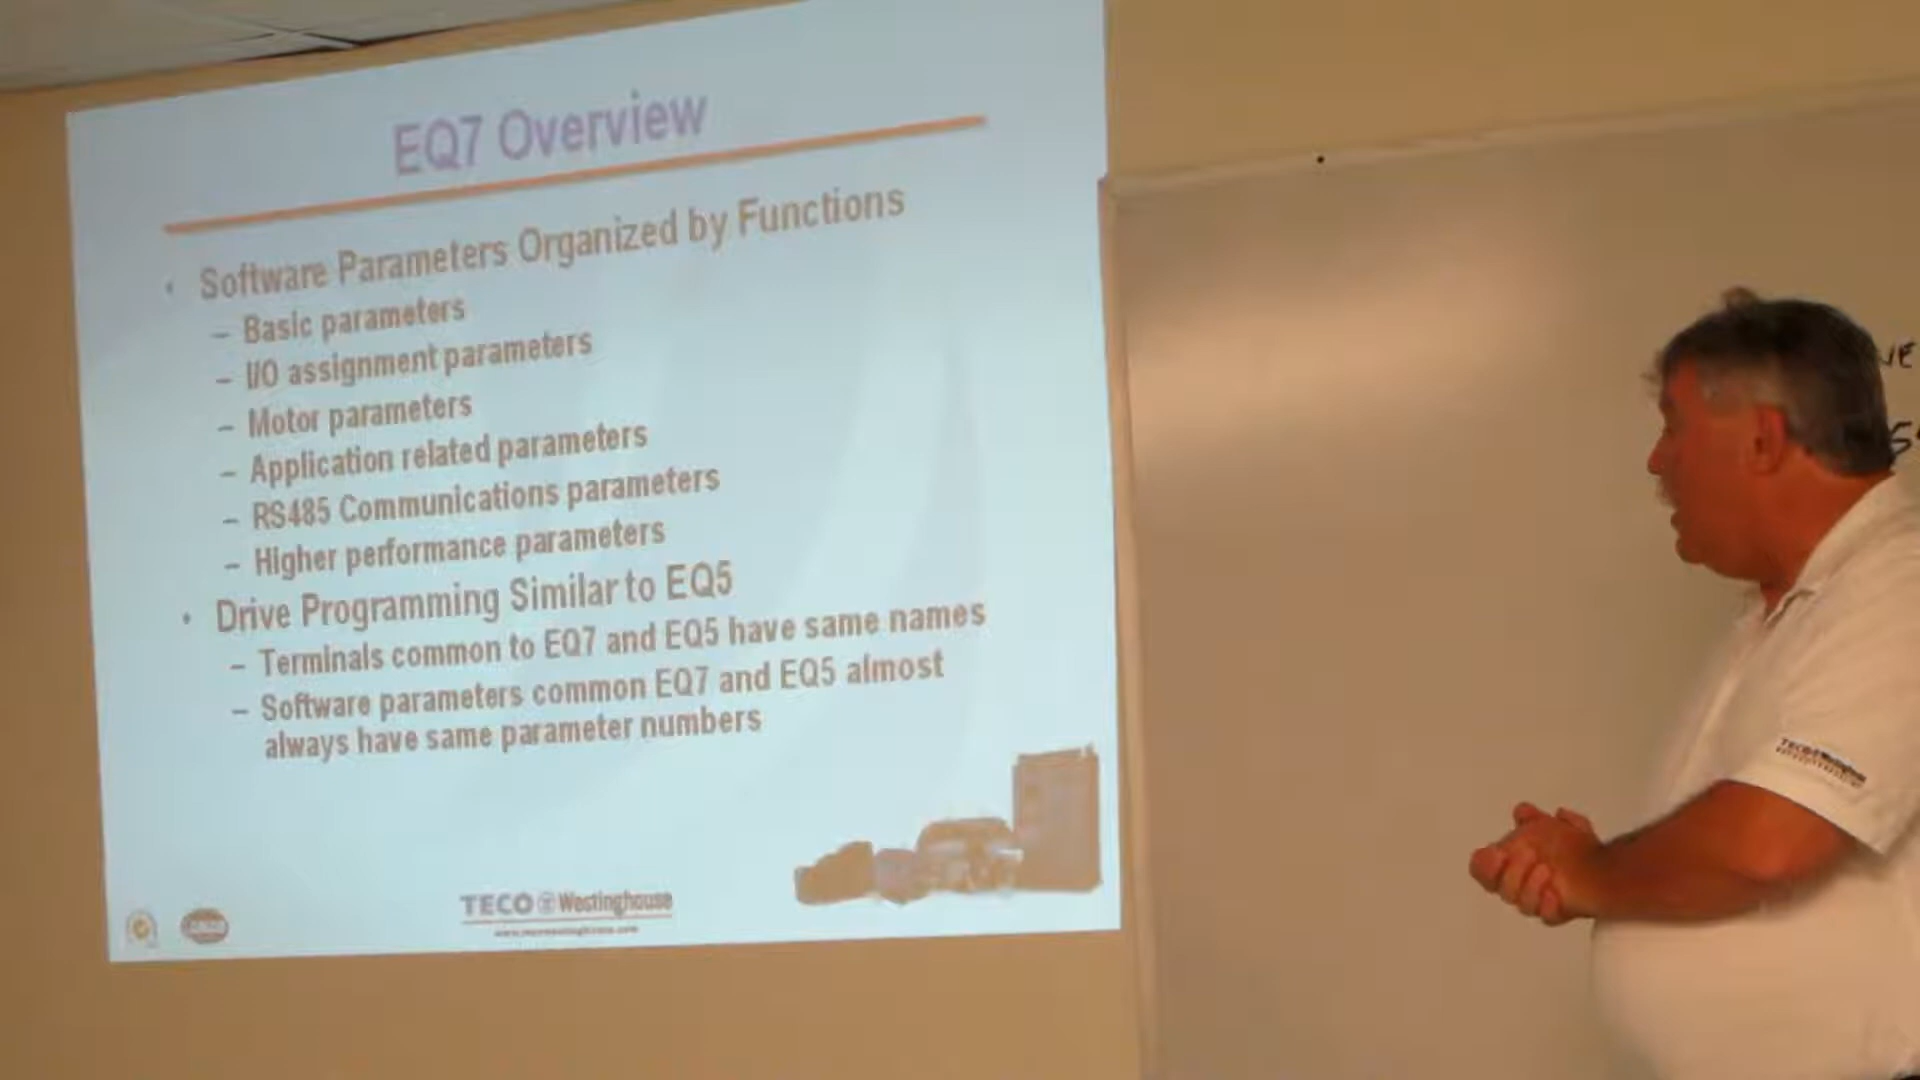 EQ7 Overview
• Software Parameters Organized by Functions
– Basic parameters
– I/O assignment parameters
– Motor parameters
– Application related parameters
– RS485 Communications parameters
– Higher performance parameters
• Drive Programming Similar to EQ5
– Terminals common to EQ7 and EQ5 have same names
– Software parameters common EQ7 and EQ5 almost
always have same parameter numbers
TECO Westinghouse
TECO Westinghouse